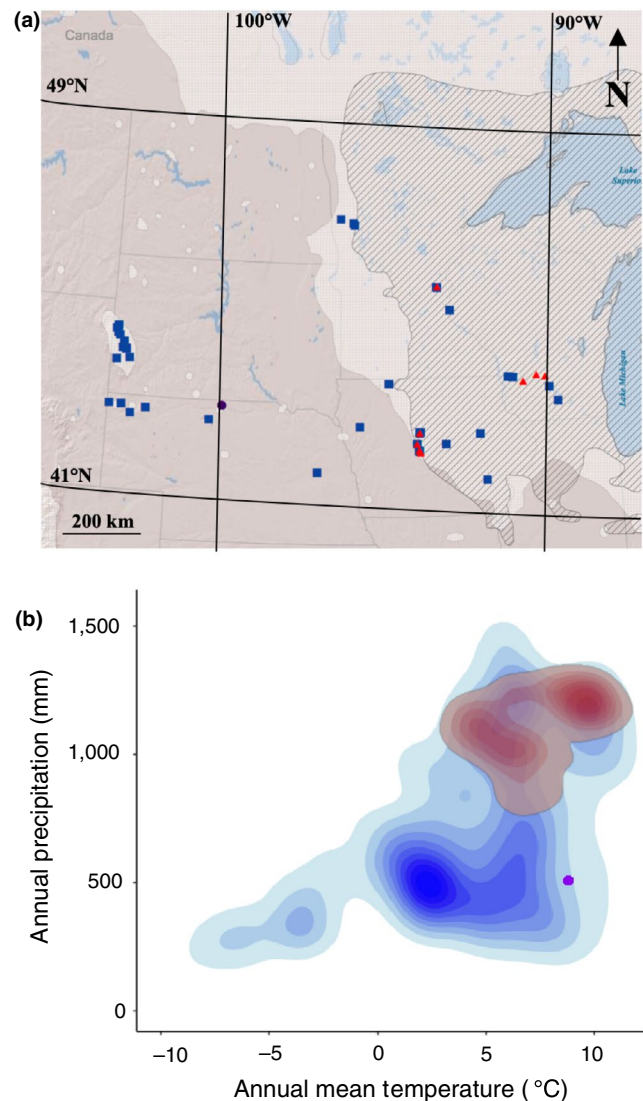 (a)
100°W
90°W
Canada
N
49°N
Lake
Superio
Lake Michigan
41°N
200 km
(b)
1,500
1,000
500
0
Annual precipitation (mm)
−10
−5
0
5
10
Annual mean temperature (°C)